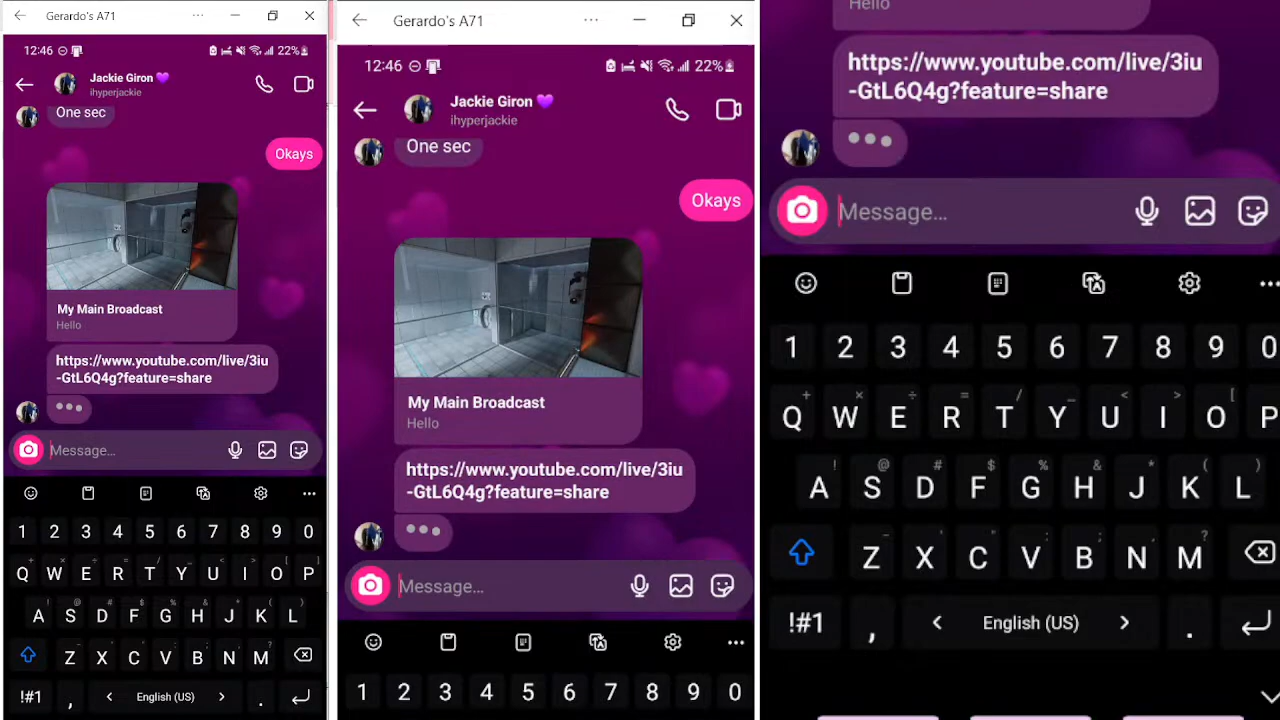 Gerardo's A71
12:46 22%
Jackie Giron 💜
ihyperjackie
One sec
Okays
My Main Broadcast
Hello
https://www.youtube.com/live/3iu
-GtL6Q4g?feature=share
Message...
1 2 3 4 5 6 7 8 9 0
Q W E R T Y U I O P
A S D F G H J K L
Z X C V B N M
!#1 , < English (US) > .
Gerardo's A71
12:46 22%
Jackie Giron 💜
ihyperjackie
One sec
Okays
My Main Broadcast
Hello
https://www.youtube.com/live/3iu
-GtL6Q4g?feature=share
Message...
1 2 3 4 5 6 7 8 9 0
Hello
https://www.youtube.com/live/3iu
-GtL6Q4g?feature=share
Message...
1 2 3 4 5 6 7 8 9 0
Q W E R T Y U I O P
A S D F G H J K L
Z X C V B N M
!#1 , < English (US) > .